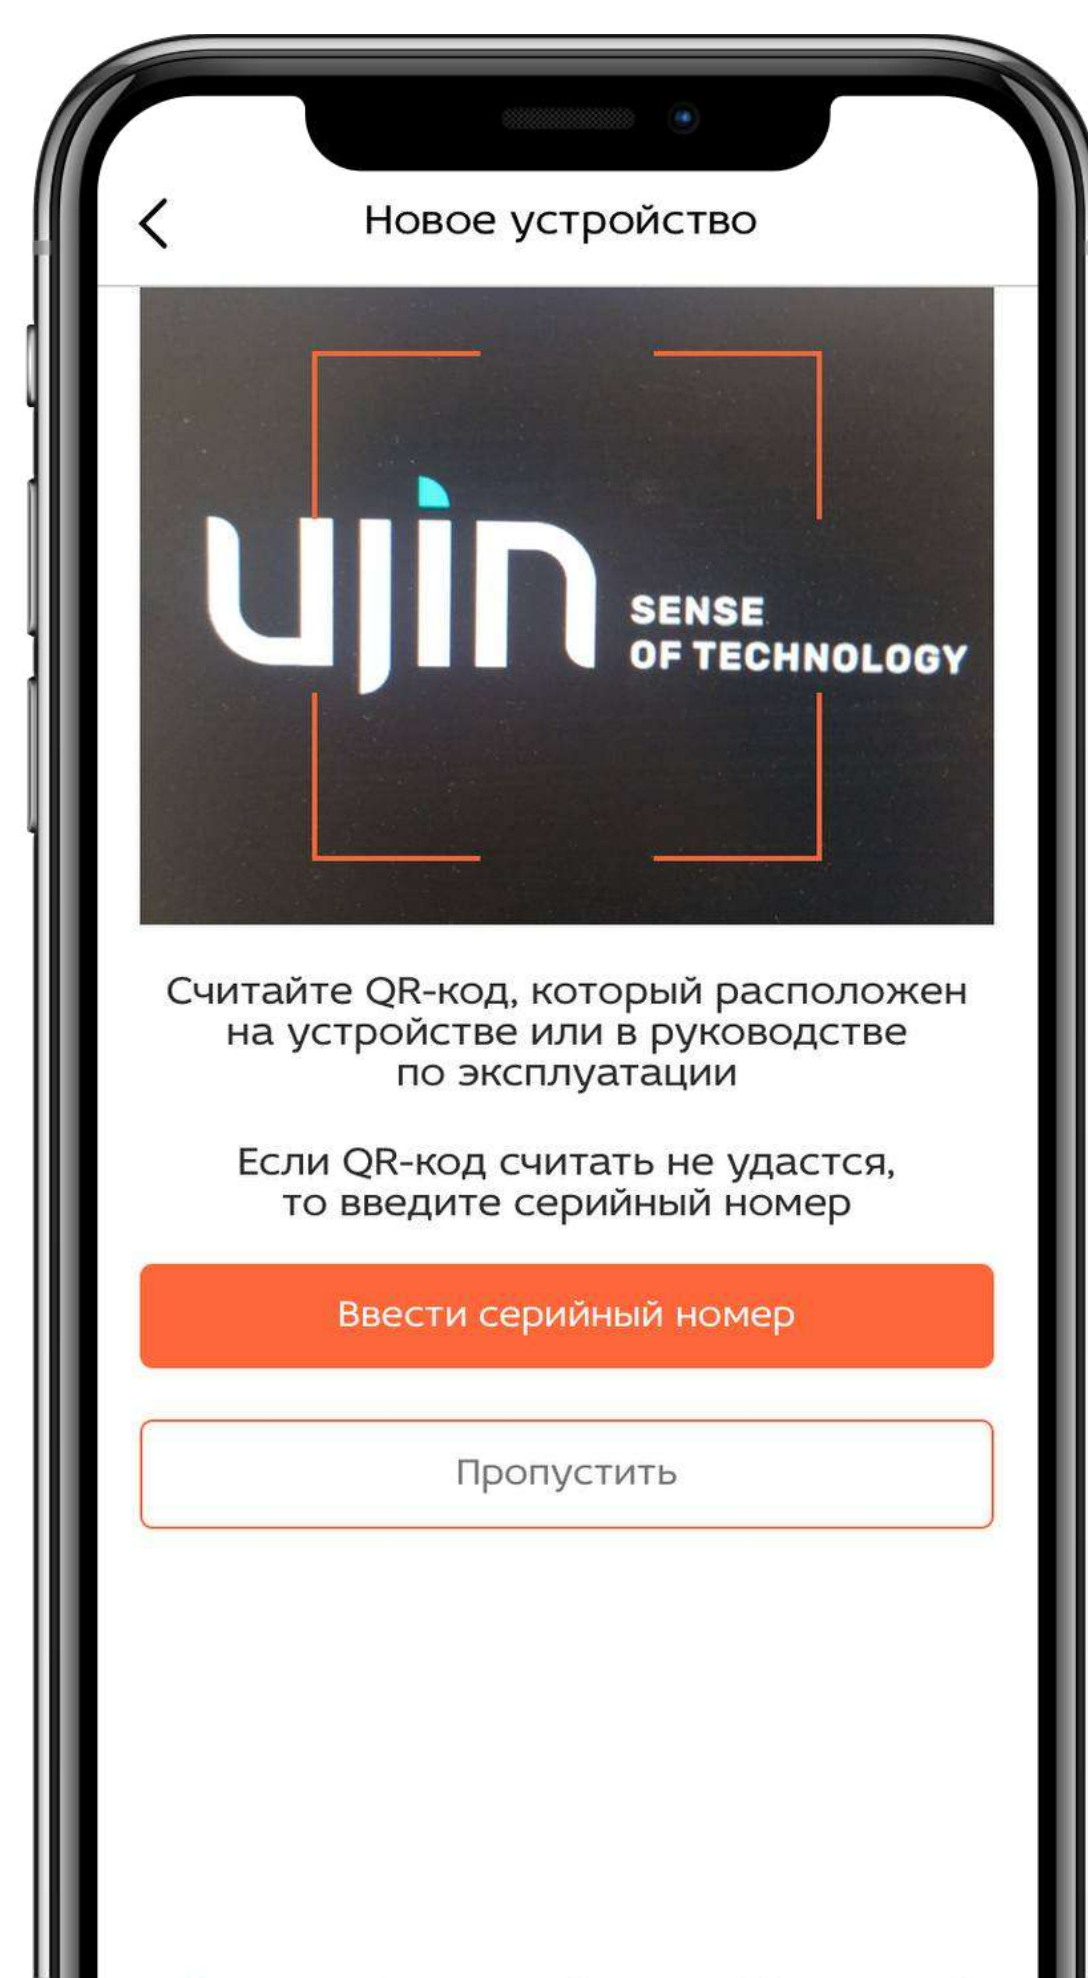 Новое устройство
ujin
SENSE
OF TECHNOLOGY
Считайте QR-код, который расположен
на устройстве или в руководстве
по эксплуатации
Если QR-код считать не удастся,
то введите серийный номер
Ввести серийный номер
Пропустить